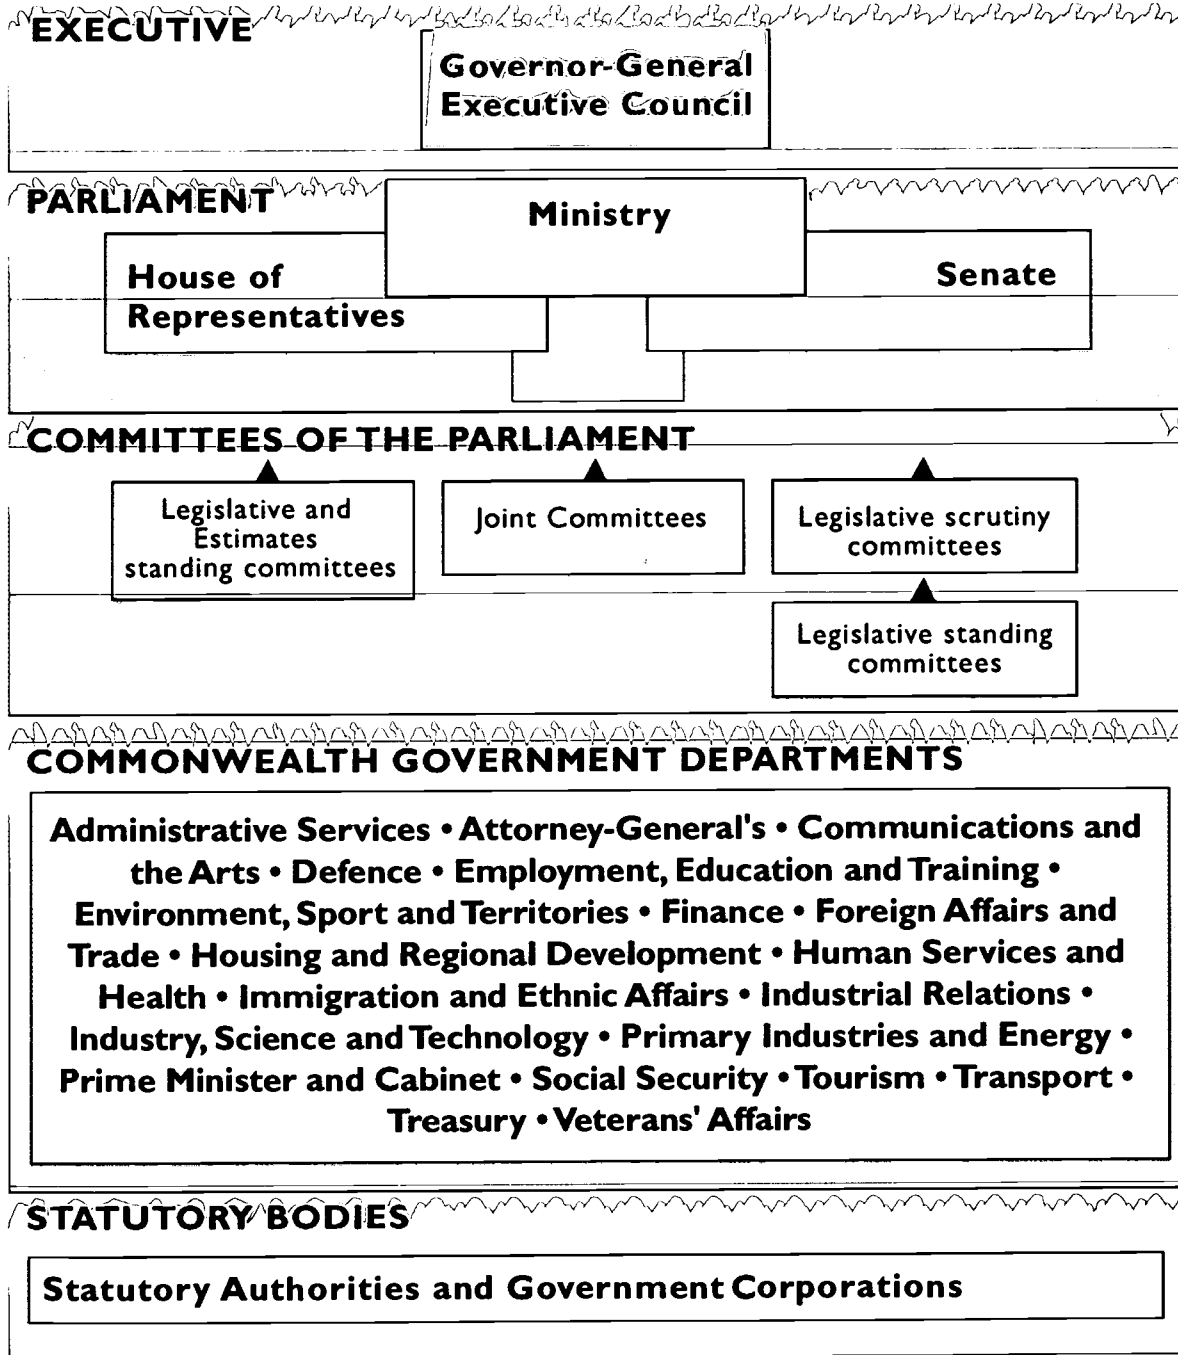 EXECUTIVE
Governor-General
Executive Council
PARLIAMENT
Ministry
House of
Representatives
Senate
COMMITTEES OF THE PARLIAMENT
Legislative and
Estimates
standing committees
Joint Committees
Legislative scrutiny
committees
Legislative standing
committees
COMMONWEALTH GOVERNMENT DEPARTMENTS
Administrative Services • Attorney-General's • Communications and
the Arts • Defence • Employment, Education and Training •
Environment, Sport and Territories • Finance • Foreign Affairs and
Trade • Housing and Regional Development • Human Services and
Health • Immigration and Ethnic Affairs • Industrial Relations •
Industry, Science and Technology • Primary Industries and Energy •
Prime Minister and Cabinet • Social Security • Tourism • Transport •
Treasury • Veterans' Affairs
STATUTORY BODIES
Statutory Authorities and Government Corporations